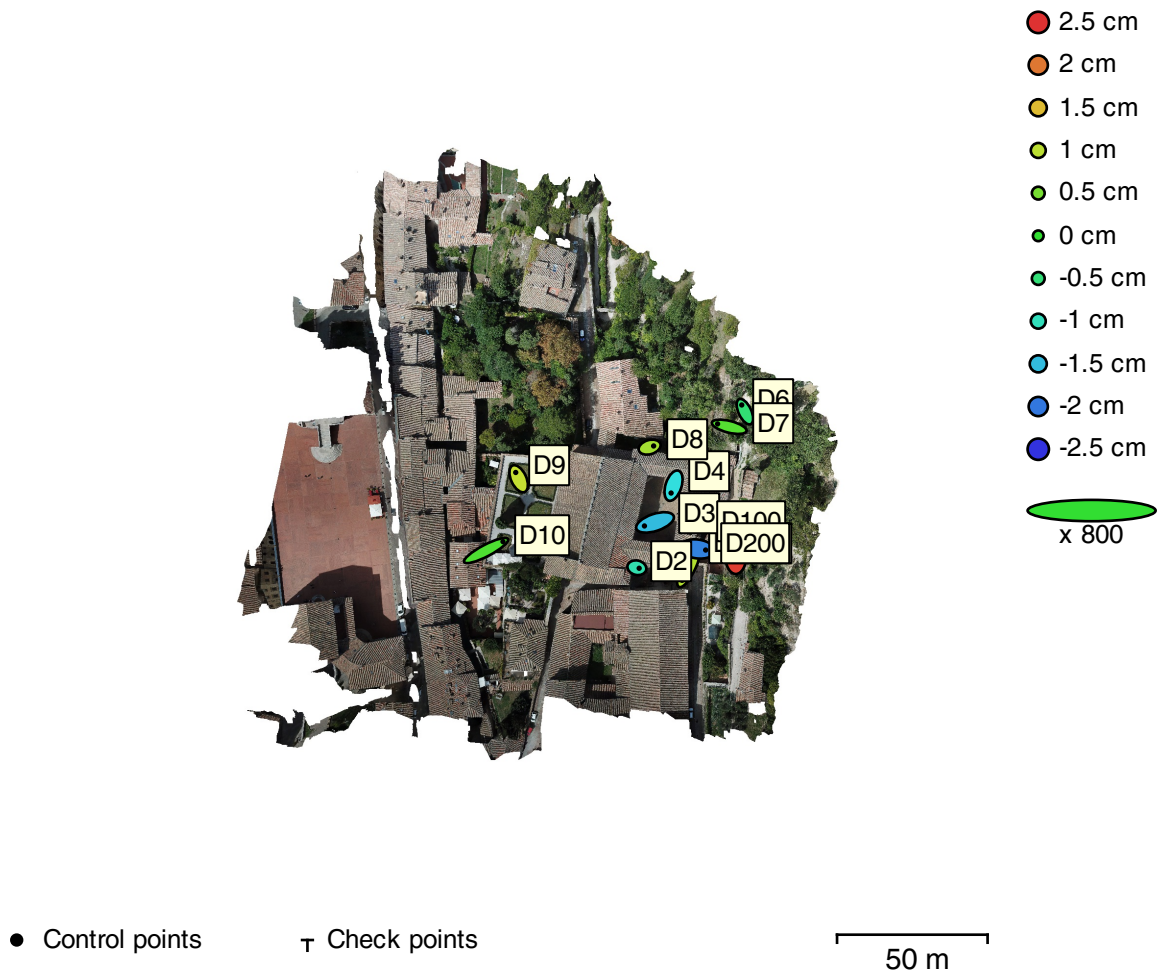 2.5 cm
2 cm
1.5 cm
1 cm
0.5 cm
0 cm
-0.5 cm
-1 cm
-1.5 cm
-2 cm
-2.5 cm
x 800
D6
D7
D8
D4
D9
D3
D100
D10
D200
D2
Control points
Check points
50 m